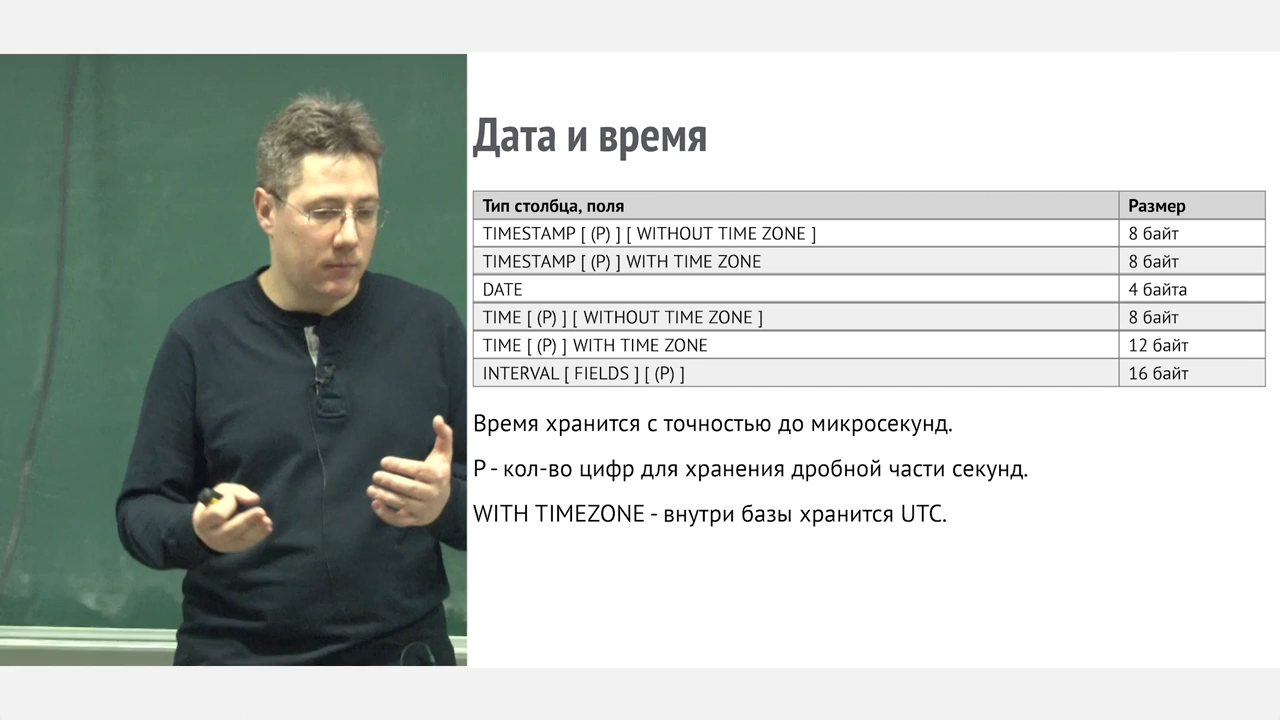 Дата и время
Тип столбца, поля Размер
TIMESTAMP [ (P) ] [ WITHOUT TIME ZONE ] 8 байт
TIMESTAMP [ (P) ] WITH TIME ZONE 8 байт
DATE 4 байта
TIME [ (P) ] [ WITHOUT TIME ZONE ] 8 байт
TIME [ (P) ] WITH TIME ZONE 12 байт
INTERVAL [ FIELDS ] [ (P) ] 16 байт
Время хранится с точностью до микросекунд.
P - кол-во цифр для хранения дробной части секунд.
WITH TIMEZONE - внутри базы хранится UTC.